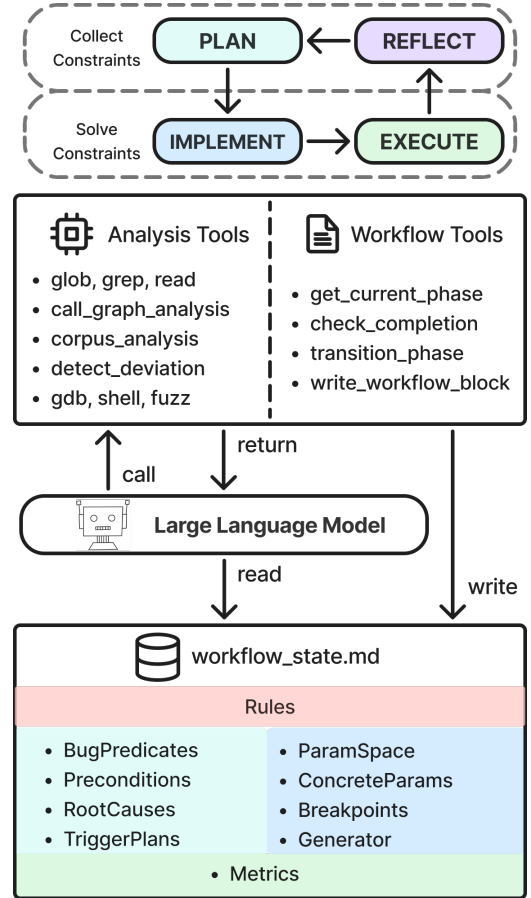 Collect
Constraints
PLAN
REFLECT
Solve
Constraints
IMPLEMENT
EXECUTE
Analysis Tools
• glob, grep, read
• call_graph_analysis
• corpus_analysis
• detect_deviation
• gdb, shell, fuzz
Workflow Tools
• get_current_phase
• check_completion
• transition_phase
• write_workflow_block
call
return
Large Language Model
read
write
workflow_state.md
Rules
• BugPredicates
• Preconditions
• RootCauses
• TriggerPlans
• ParamSpace
• ConcreteParams
• Breakpoints
• Generator
• Metrics